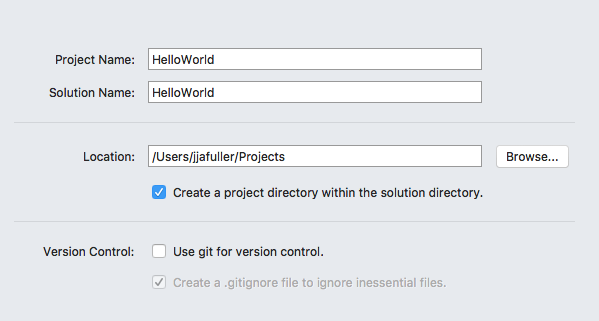 Project Name: HelloWorld
Solution Name: HelloWorld
Location: /Users/jjafuller/Projects Browse...
Create a project directory within the solution directory.
Version Control: Use git for version control.
Create a .gitignore file to ignore inessential files.